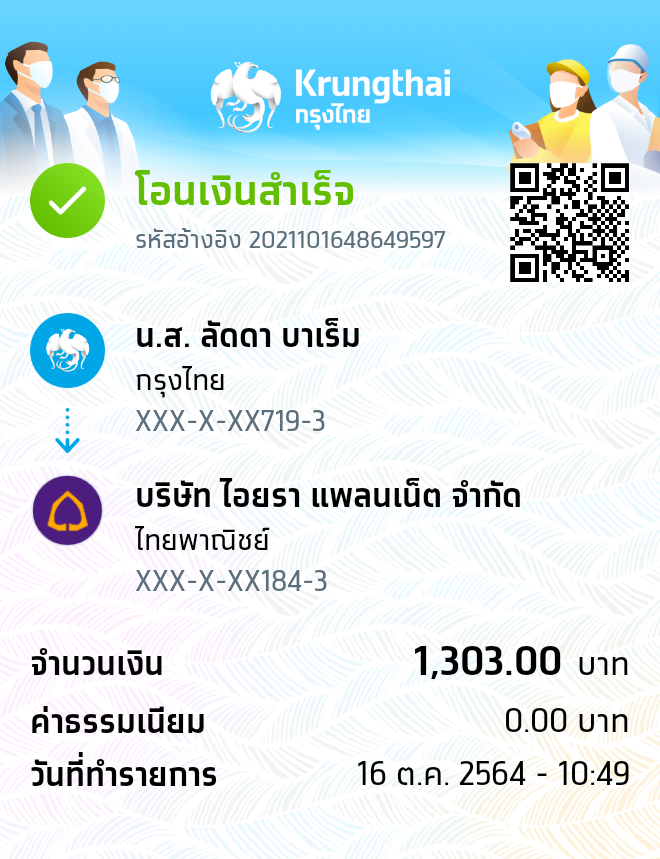 Krungthai
กรุงไทย
โอนเงินสำเร็จ
รหัสอ้างอิง 2021101648649597
น.ส. ลัดดา บาเร็ม
กรุงไทย
XXX-X-XX719-3
บริษัท ไอยรา แพลนเน็ต จำกัด
ไทยพาณิชย์
XXX-X-XX184-3
จำนวนเงิน 1,303.00 บาท
ค่าธรรมเนียม 0.00 บาท
วันที่ทำรายการ 16 ต.ค. 2564 - 10:49